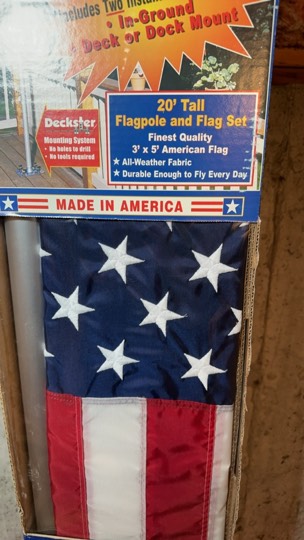 Includes Two
• In-Ground
Deck or Dock Mount
Deckster
Mounting System
• No holes to drill
• No tools required
20' Tall
Flagpole and Flag Set
Finest Quality
3' x 5' American Flag
★ All-Weather Fabric
★ Durable Enough to Fly Every Day
MADE IN AMERICA